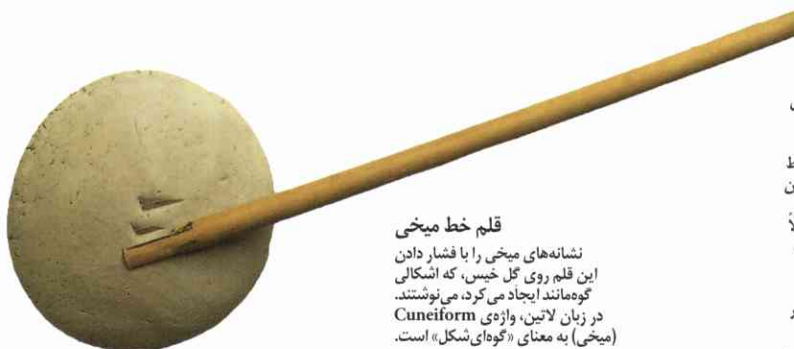 قلم خط میخی
نشانه‌های میخی را با فشار دادن
این قلم روی گل خیس، که اشکالی
گوه‌مانند ایجاد می‌کرد، می‌نوشتند.
در زبان لاتین، واژه‌ی Cuneiform
(میخی) به معنای «گوه‌ای‌شکل» است.